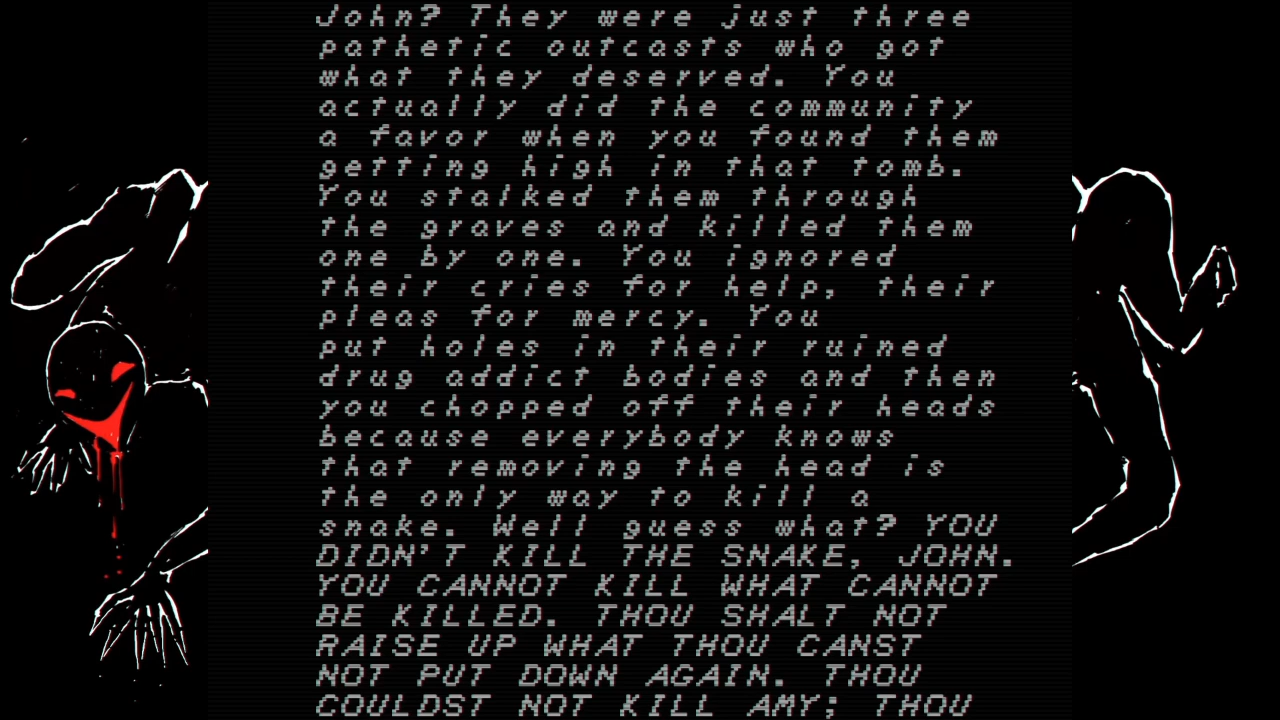 John? They were just three
pathetic outcasts who got
what they deserved. You
actually did the community
a favor when you found them
getting high in that tomb.
You stalked them through
the graves and killed them
one by one. You ignored
their cries for help, their
pleas for mercy. You
put holes in their ruined
drug addict bodies and then
you chopped off their heads
because everybody knows
that removing the head is
the only way to kill a
snake. Well guess what? YOU
DIDN'T KILL THE SNAKE, JOHN.
YOU CANNOT KILL WHAT CANNOT
BE KILLED. THOU SHALT NOT
RAISE UP WHAT THOU CANST
NOT PUT DOWN AGAIN. THOU
COULDST NOT KILL AMY; THOU